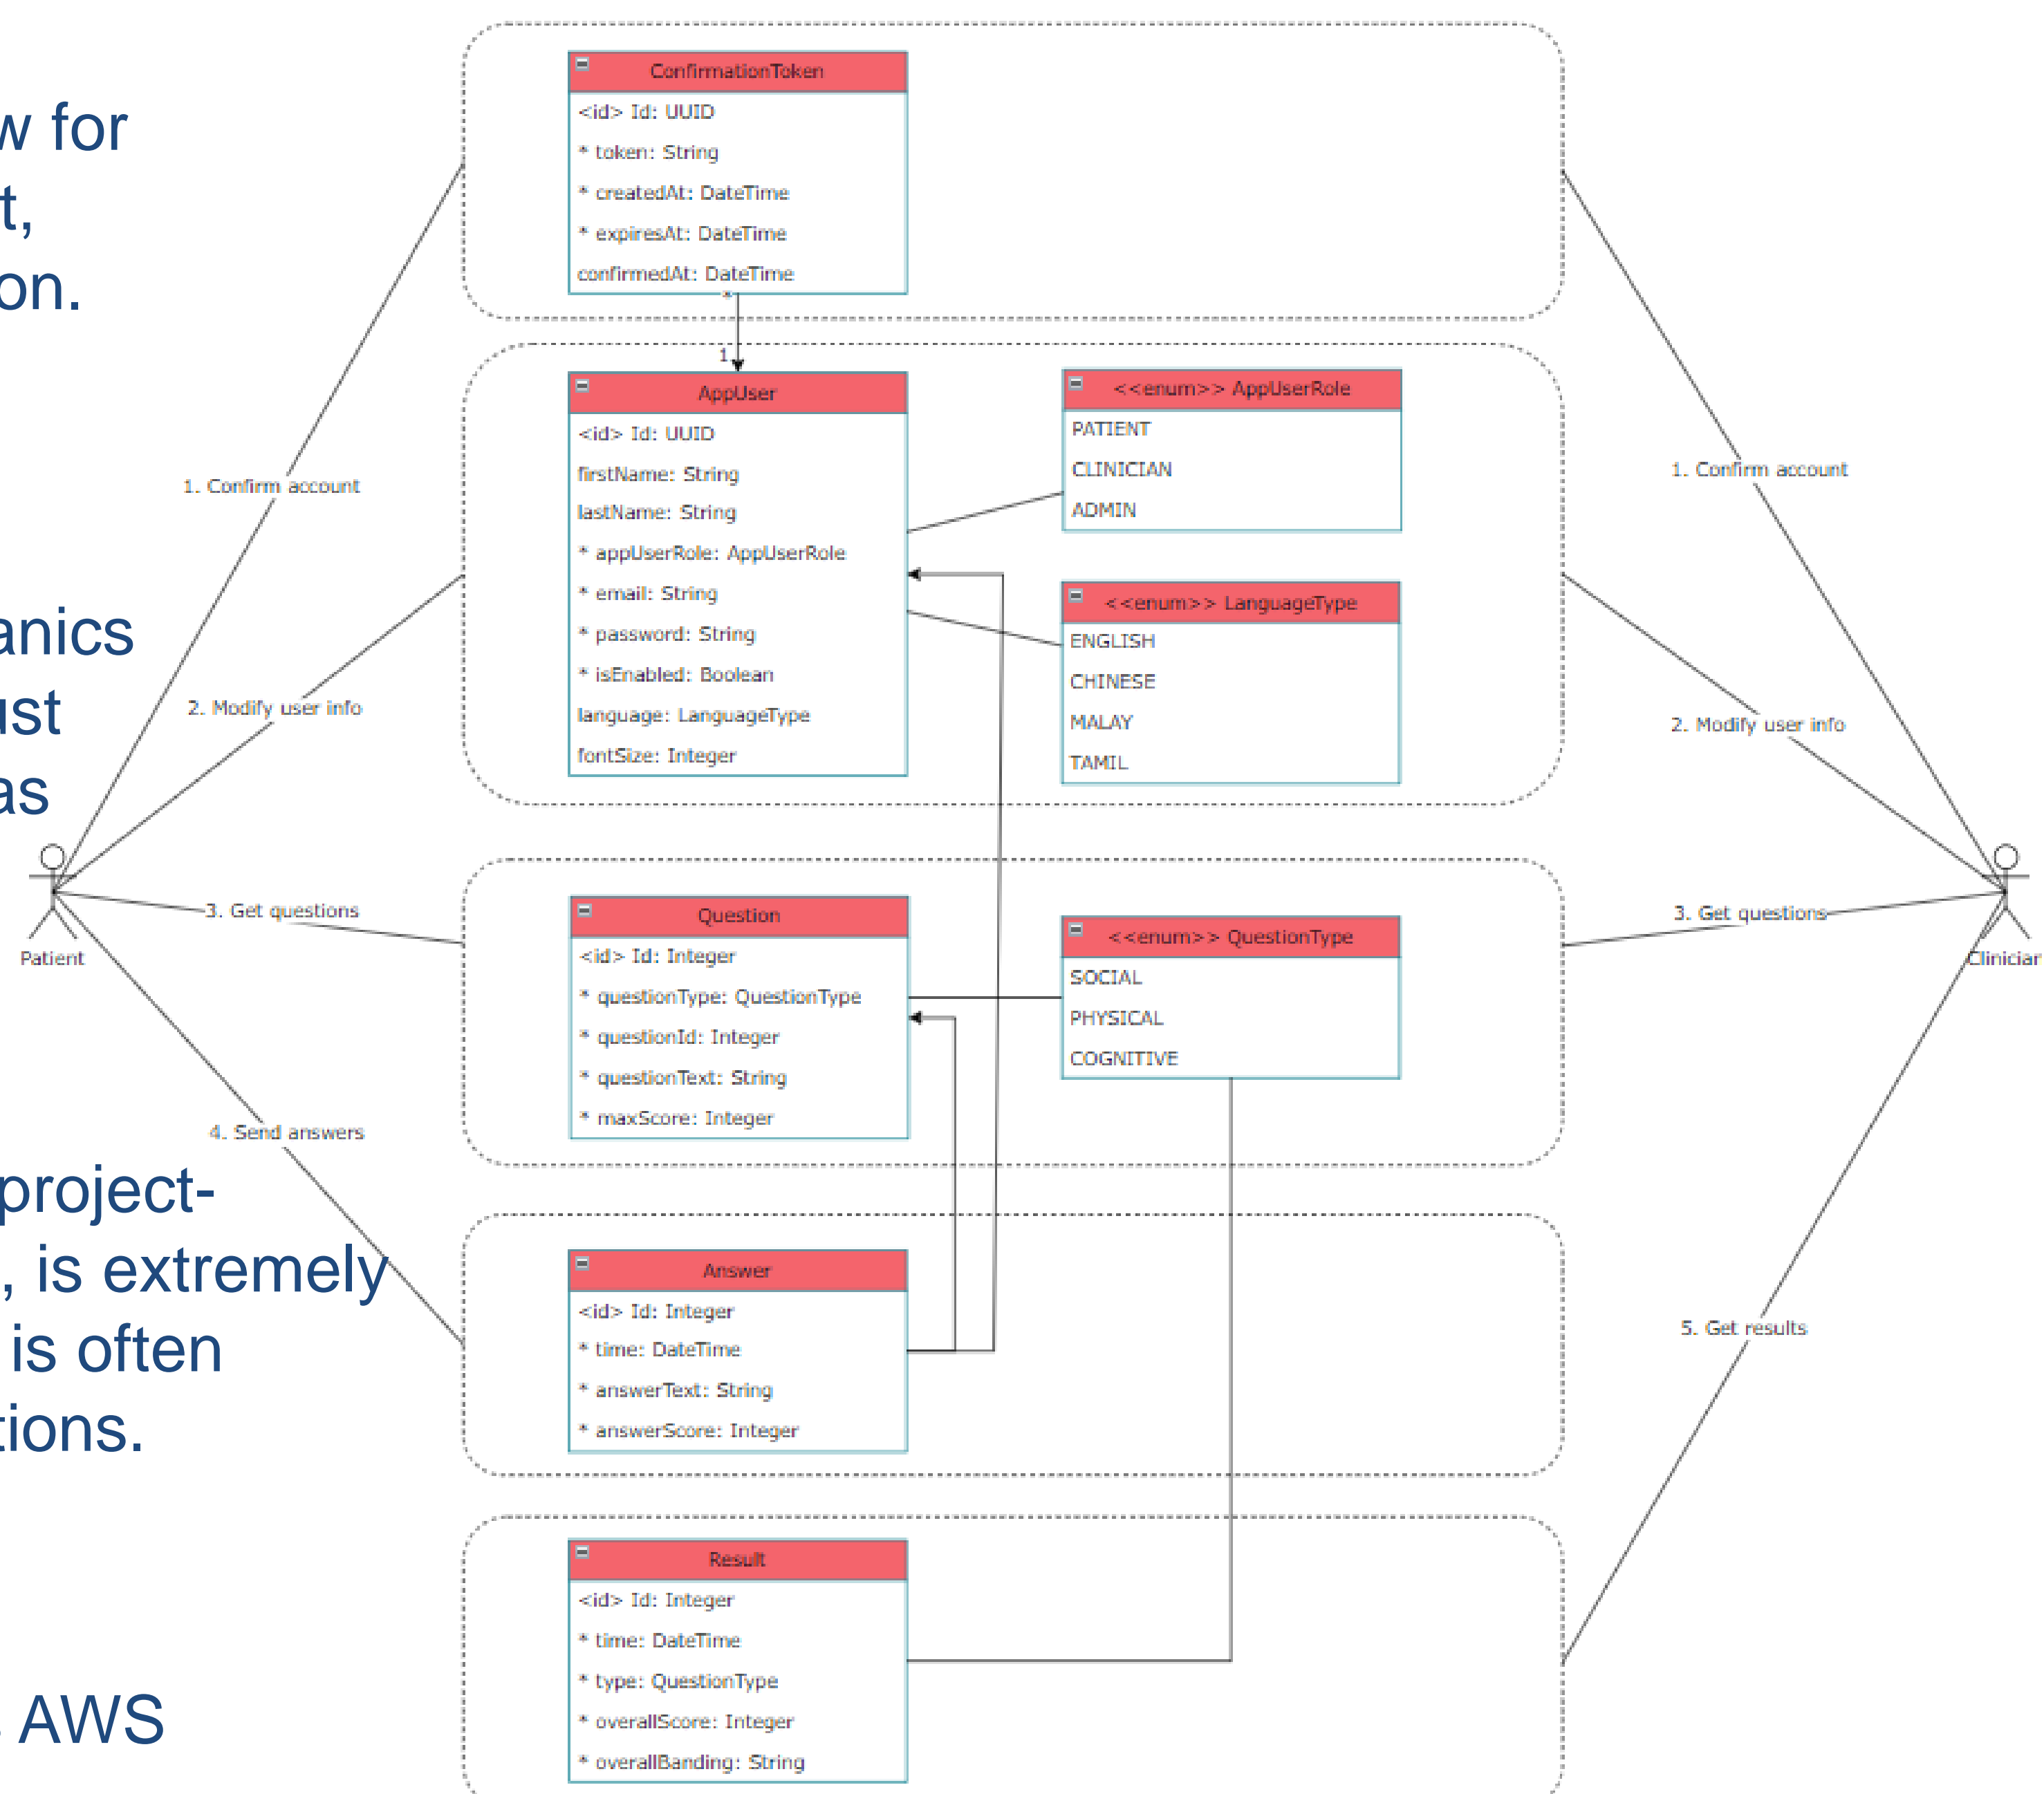 w for
t,
on.
anics
ust
as
project-
, is extremely
is often
tions.
AWS
ConfirmationToken
<id> Id: UUID
* token: String
* createdAt: DateTime
* expiresAt: DateTime
confirmedAt: DateTime
*
1
AppUser
<id> Id: UUID
firstName: String
lastName: String
* appUserRole: AppUserRole
* email: String
* password: String
* isEnabled: Boolean
language: LanguageType
fontSize: Integer
<<enum>> AppUserRole
PATIENT
CLINICIAN
ADMIN
<<enum>> LanguageType
ENGLISH
CHINESE
MALAY
TAMIL
Question
<id> Id: Integer
* questionType: QuestionType
* questionId: Integer
* questionText: String
* maxScore: Integer
<<enum>> QuestionType
SOCIAL
PHYSICAL
COGNITIVE
Answer
<id> Id: Integer
* time: DateTime
* answerText: String
* answerScore: Integer
Result
<id> Id: Integer
* time: DateTime
* type: QuestionType
* overallScore: Integer
* overallBanding: String
1. Confirm account
2. Modify user info
3. Get questions
Patient
4. Send answers
1. Confirm account
2. Modify user info
3. Get questions
Clinician
5. Get results